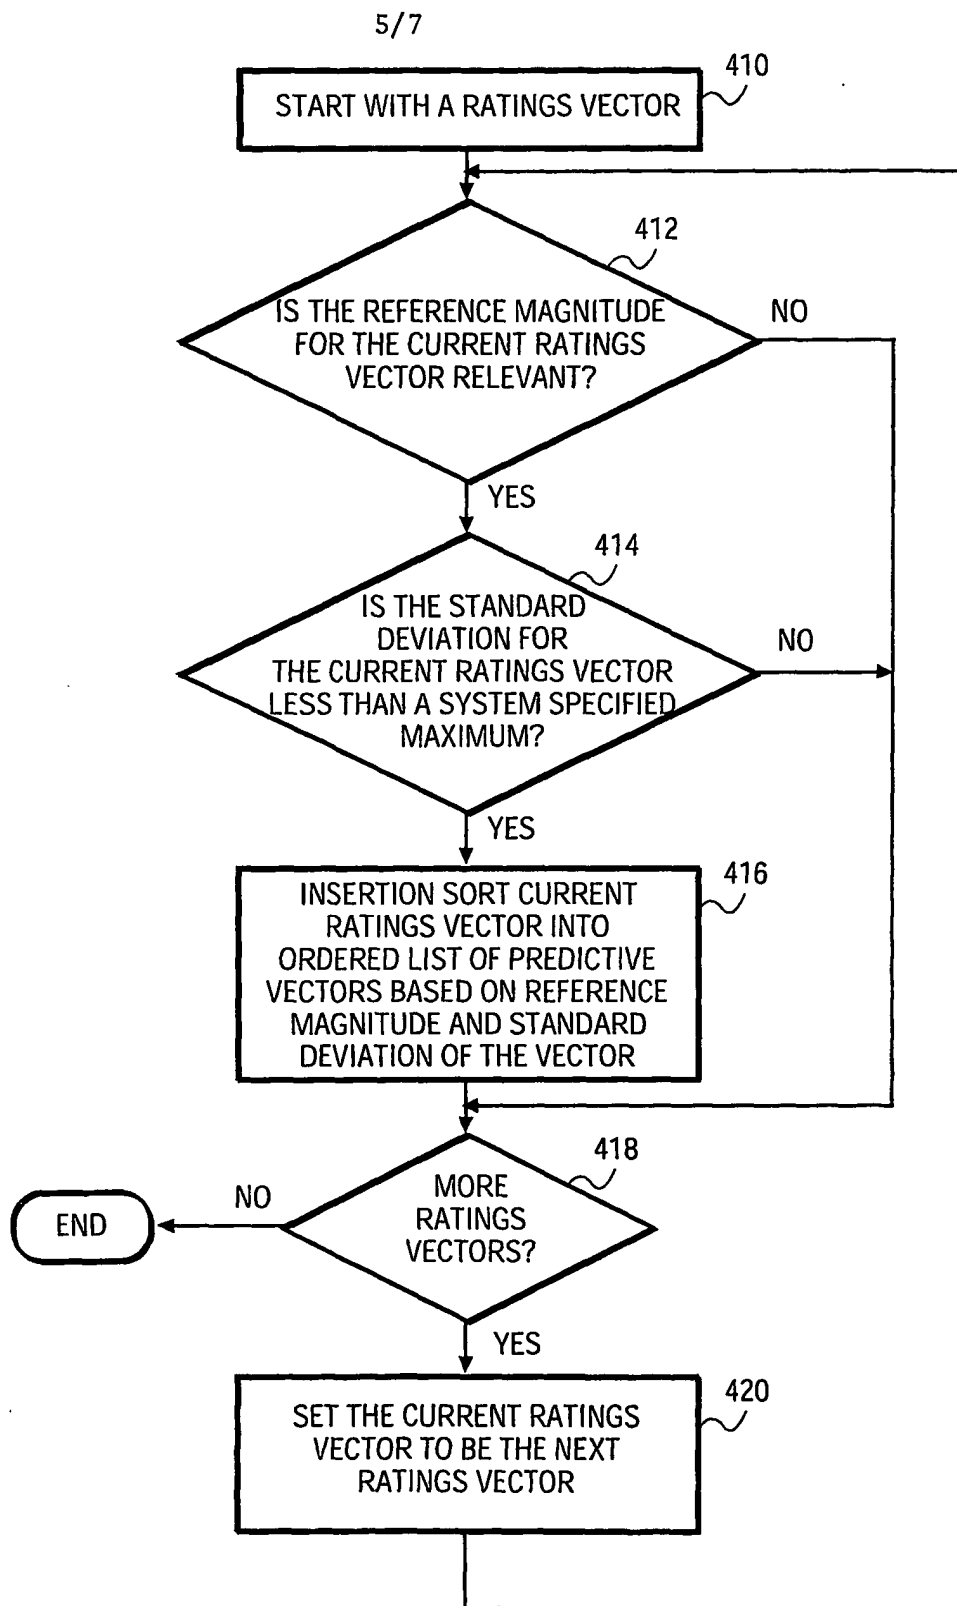 5/7
410
START WITH A RATINGS VECTOR
412
IS THE REFERENCE MAGNITUDE
FOR THE CURRENT RATINGS
VECTOR RELEVANT?
NO
YES
414
IS THE STANDARD
DEVIATION FOR
THE CURRENT RATINGS VECTOR
LESS THAN A SYSTEM SPECIFIED
MAXIMUM?
NO
YES
416
INSERTION SORT CURRENT
RATINGS VECTOR INTO
ORDERED LIST OF PREDICTIVE
VECTORS BASED ON REFERENCE
MAGNITUDE AND STANDARD
DEVIATION OF THE VECTOR
418
MORE
RATINGS
VECTORS?
NO
END
YES
420
SET THE CURRENT RATINGS
VECTOR TO BE THE NEXT
RATINGS VECTOR